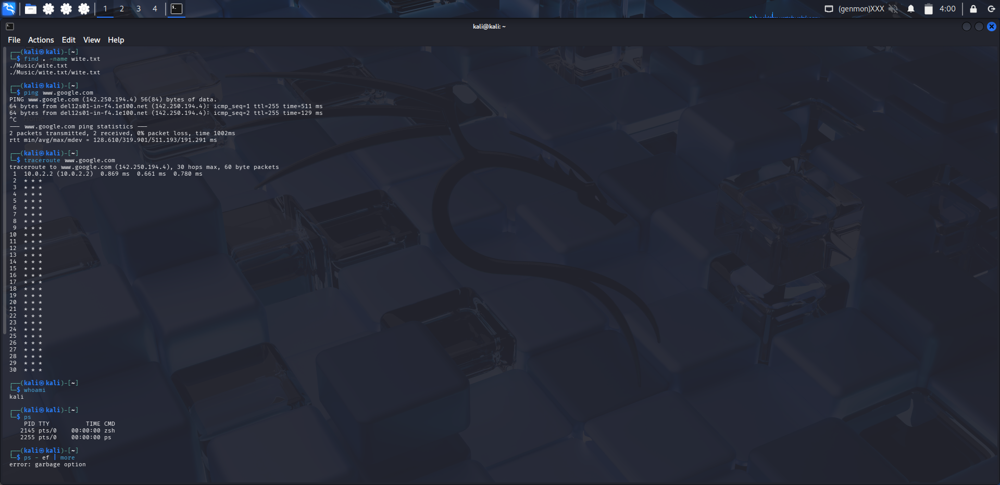 1 2 3 4 (genmon)XXX 4:00
kali@kali: ~
File Actions Edit View Help
┌──(kali㉿kali)-[~]
└─$ find . -name wite.txt
./Music/wite.txt
./Music/wite.txt/wite.txt
┌──(kali㉿kali)-[~]
└─$ ping www.google.com
PING www.google.com (142.250.194.4) 56(84) bytes of data.
64 bytes from del12s01-in-f4.1e100.net (142.250.194.4): icmp_seq=1 ttl=255 time=511 ms
64 bytes from del12s01-in-f4.1e100.net (142.250.194.4): icmp_seq=2 ttl=255 time=129 ms
^C
--- www.google.com ping statistics ---
2 packets transmitted, 2 received, 0% packet loss, time 1002ms
rtt min/avg/max/mdev = 128.610/319.901/511.193/191.291 ms
┌──(kali㉿kali)-[~]
└─$ traceroute www.google.com
traceroute to www.google.com (142.250.194.4), 30 hops max, 60 byte packets
1 10.0.2.2 (10.0.2.2) 0.869 ms 0.661 ms 0.780 ms
2 * * *
3 * * *
4 * * *
5 * * *
6 * * *
7 * * *
8 * * *
9 * * *
10 * * *
11 * * *
12 * * *
13 * * *
14 * * *
15 * * *
16 * * *
17 * * *
18 * * *
19 * * *
20 * * *
21 * * *
22 * * *
23 * * *
24 * * *
25 * * *
26 * * *
27 * * *
28 * * *
29 * * *
30 * * *
┌──(kali㉿kali)-[~]
└─$ whoami
kali
┌──(kali㉿kali)-[~]
└─$ ps
PID TTY TIME CMD
2145 pts/0 00:00:00 zsh
2255 pts/0 00:00:00 ps
┌──(kali㉿kali)-[~]
└─$ ps - ef | more
error: garbage option